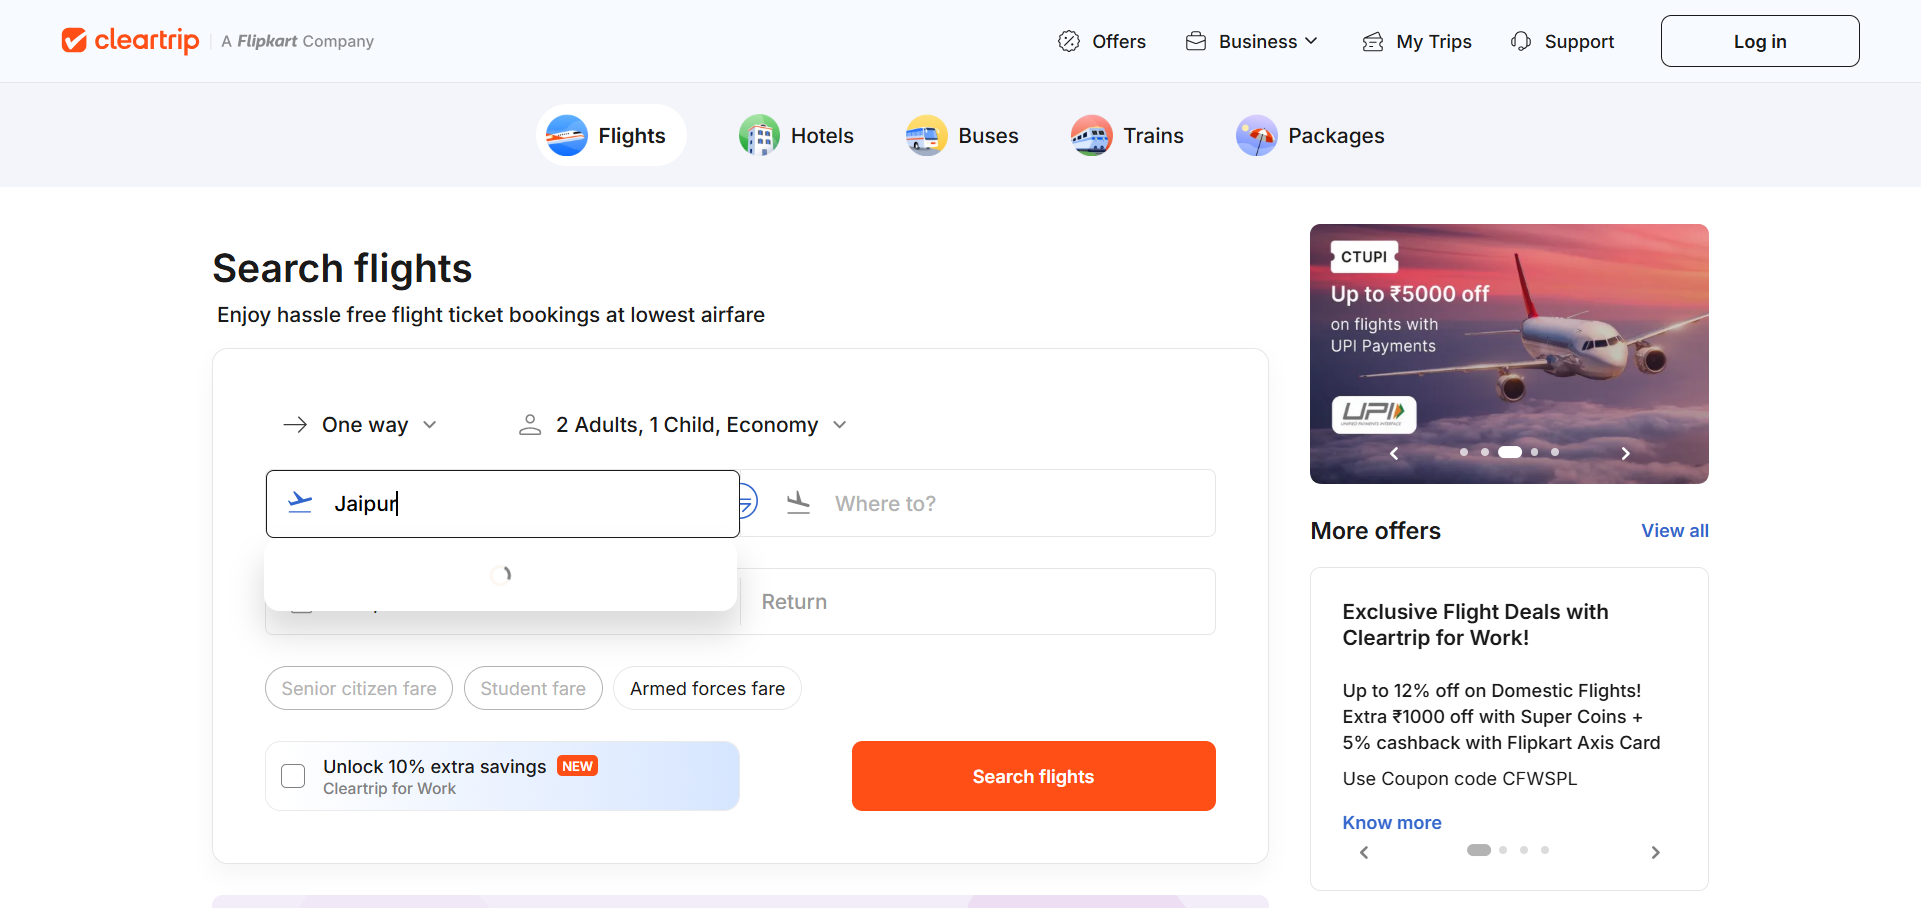 cleartrip
A Flipkart Company
Offers
Business
My Trips
Support
Log in
Flights
Hotels
Buses
Trains
Packages
Search flights
Enjoy hassle free flight ticket bookings at lowest airfare
One way
2 Adults, 1 Child, Economy
Jaipur
Where to?
Return
Senior citizen fare
Student fare
Armed forces fare
Unlock 10% extra savings NEW
Cleartrip for Work
Search flights
CTUPI
Up to ₹5000 off
on flights with
UPI Payments
UPI
UNIFIED PAYMENTS INTERFACE
More offers
View all
Exclusive Flight Deals with
Cleartrip for Work!
Up to 12% off on Domestic Flights!
Extra ₹1000 off with Super Coins +
5% cashback with Flipkart Axis Card
Use Coupon code CFWSPL
Know more